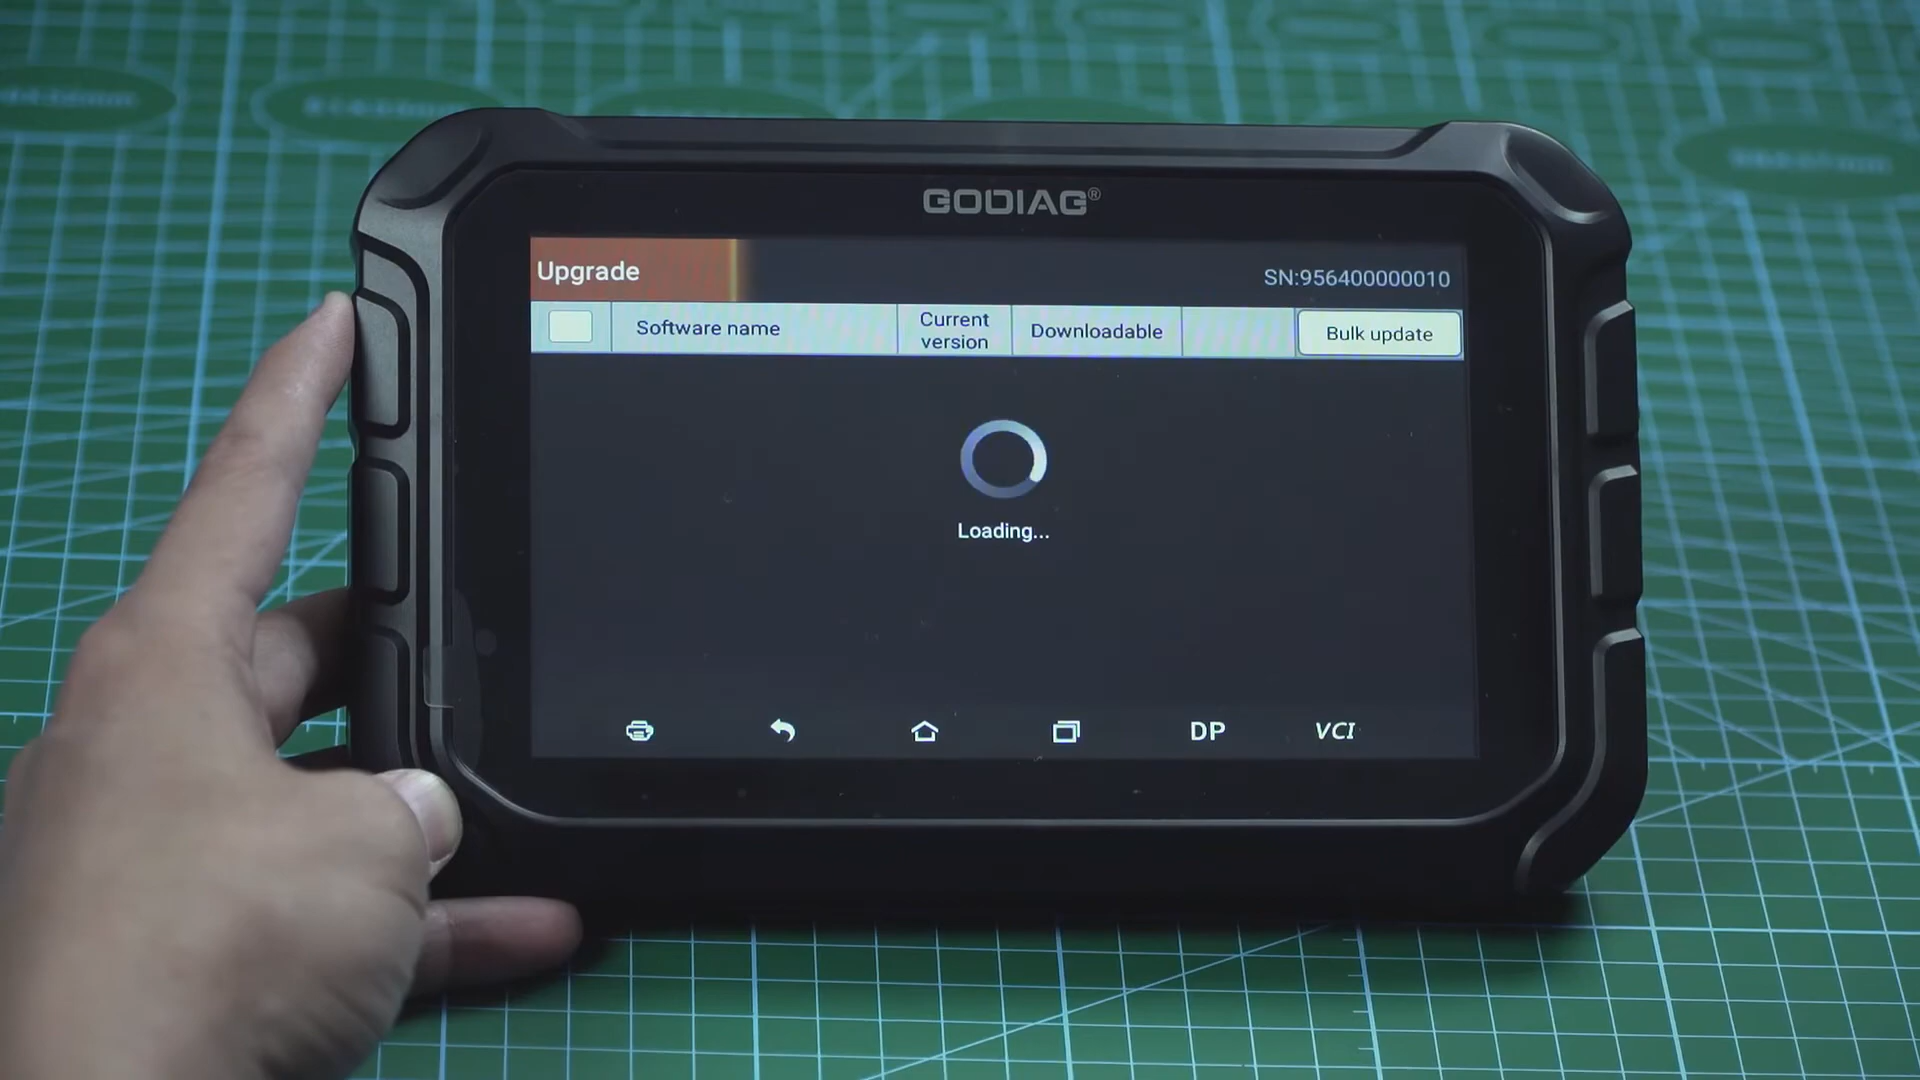 GODIAG®
Upgrade
SN:956400000010
Software name
Current
version
Downloadable
Bulk update
Loading...
DP
VCI